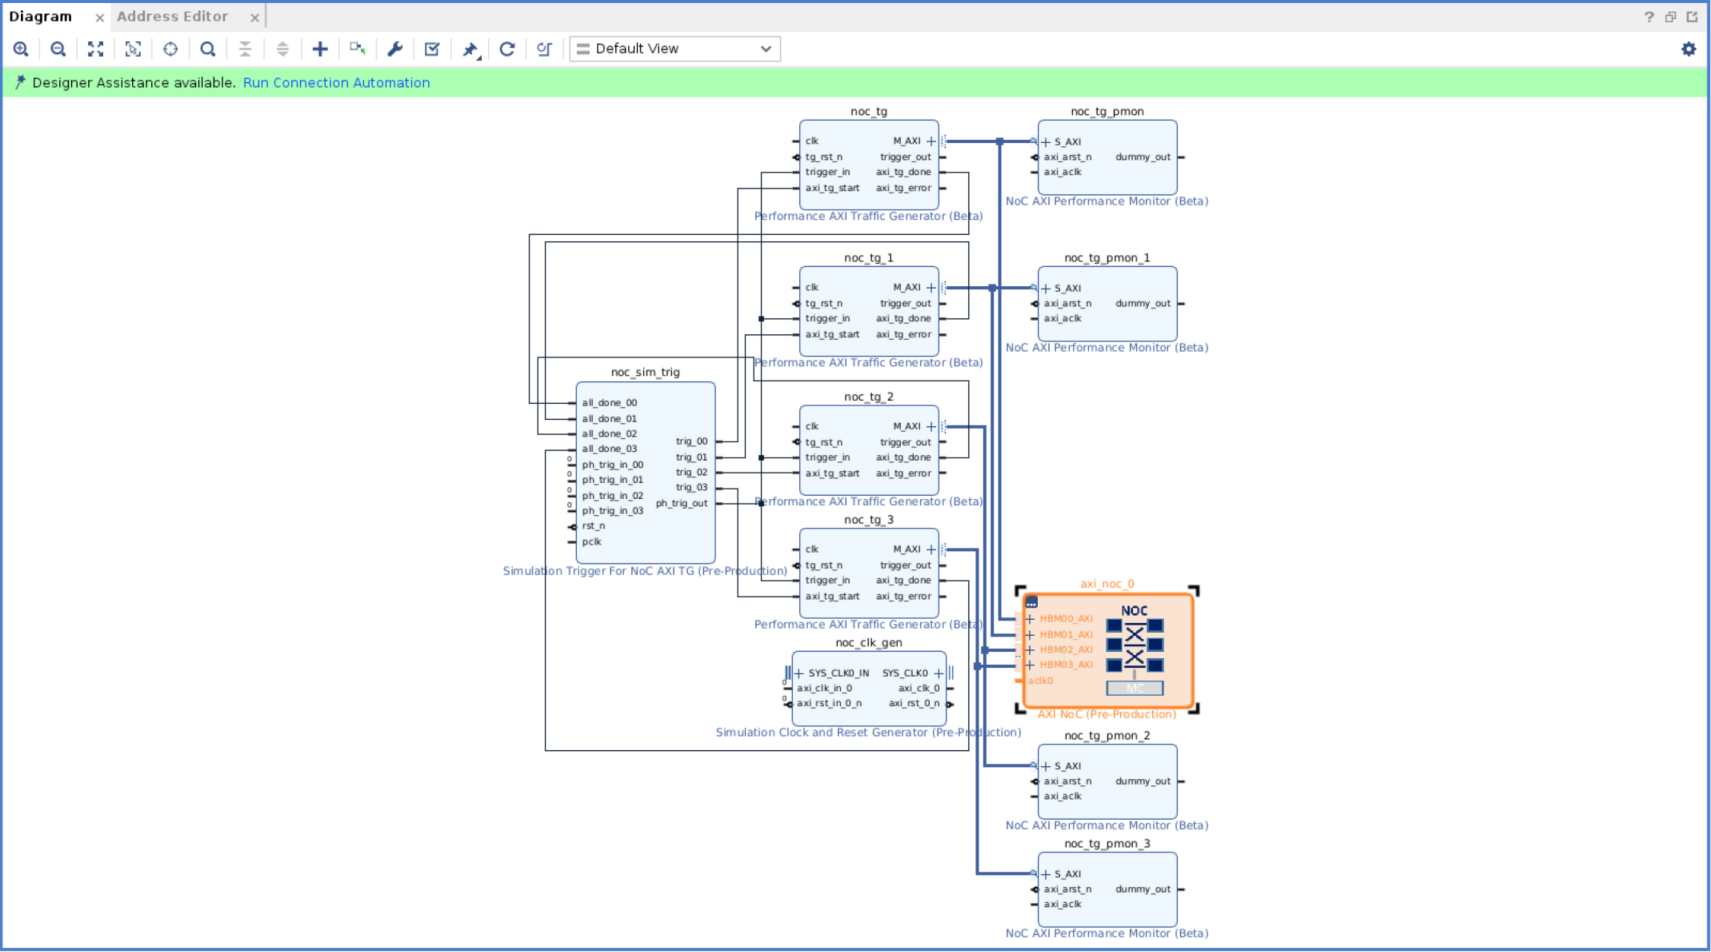 Diagram
Address Editor
Default View
Designer Assistance available. Run Connection Automation
noc_tg
clk
tg_rst_n
trigger_in
axi_tg_start
M_AXI
trigger_out
axi_tg_done
axi_tg_error
Performance AXI Traffic Generator (Beta)
noc_tg_pmon
S_AXI
axi_arst_n
axi_aclk
dummy_out
NoC AXI Performance Monitor (Beta)
noc_tg_1
clk
tg_rst_n
trigger_in
axi_tg_start
M_AXI
trigger_out
axi_tg_done
axi_tg_error
Performance AXI Traffic Generator (Beta)
noc_tg_pmon_1
S_AXI
axi_arst_n
axi_aclk
dummy_out
NoC AXI Performance Monitor (Beta)
noc_sim_trig
all_done_00
all_done_01
all_done_02
all_done_03
0 ph_trig_in_00
0 ph_trig_in_01
0 ph_trig_in_02
0 ph_trig_in_03
rst_n
pclk
trig_00
trig_01
trig_02
trig_03
ph_trig_out
Simulation Trigger For NoC AXI TG (Pre-Production)
noc_tg_2
clk
tg_rst_n
trigger_in
axi_tg_start
M_AXI
trigger_out
axi_tg_done
axi_tg_error
Performance AXI Traffic Generator (Beta)
noc_tg_3
clk
tg_rst_n
trigger_in
axi_tg_start
M_AXI
trigger_out
axi_tg_done
axi_tg_error
Performance AXI Traffic Generator (Beta)
noc_clk_gen
SYS_CLK0_IN
0 axi_clk_in_0
0 axi_rst_in_0_n
SYS_CLK0
axi_clk_0
axi_rst_0_n
Simulation Clock and Reset Generator (Pre-Production)
axi_noc_0
HBM00_AXI
HBM01_AXI
HBM02_AXI
HBM03_AXI
aclk0
NOC
MC
AXI NoC (Pre-Production)
noc_tg_pmon_2
S_AXI
axi_arst_n
axi_aclk
dummy_out
NoC AXI Performance Monitor (Beta)
noc_tg_pmon_3
S_AXI
axi_arst_n
axi_aclk
dummy_out
NoC AXI Performance Monitor (Beta)